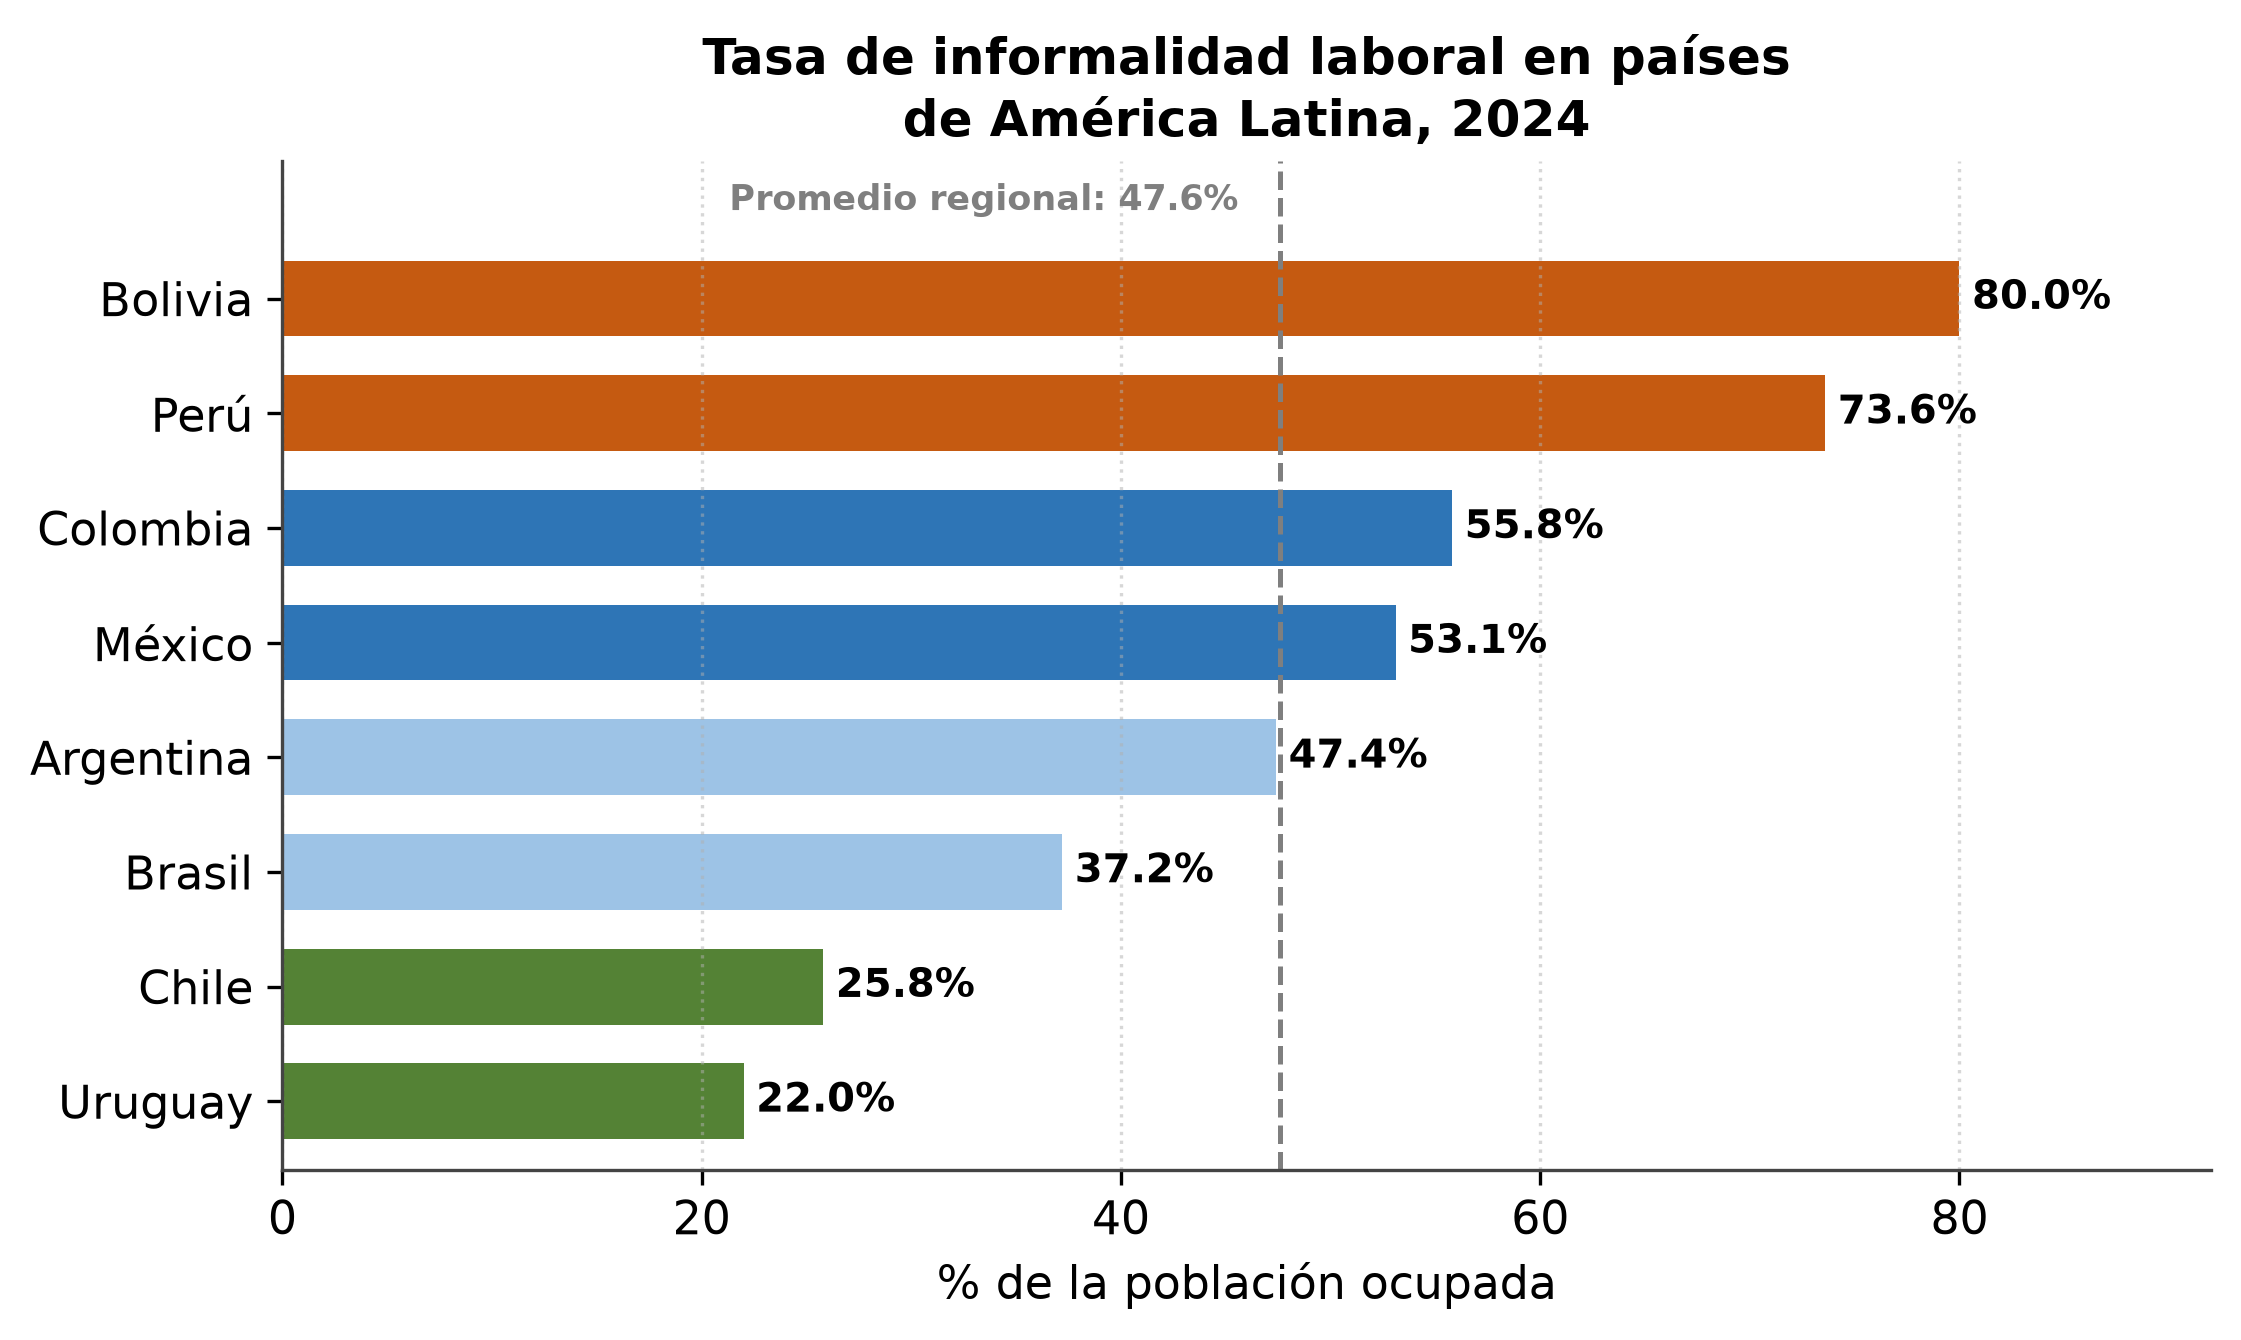 Tasa de informalidad laboral en países
de América Latina, 2024
Promedio regional: 47.6%
Bolivia 80.0%
Perú 73.6%
Colombia 55.8%
México 53.1%
Argentina 47.4%
Brasil 37.2%
Chile 25.8%
Uruguay 22.0%
0 20 40 60 80
% de la población ocupada